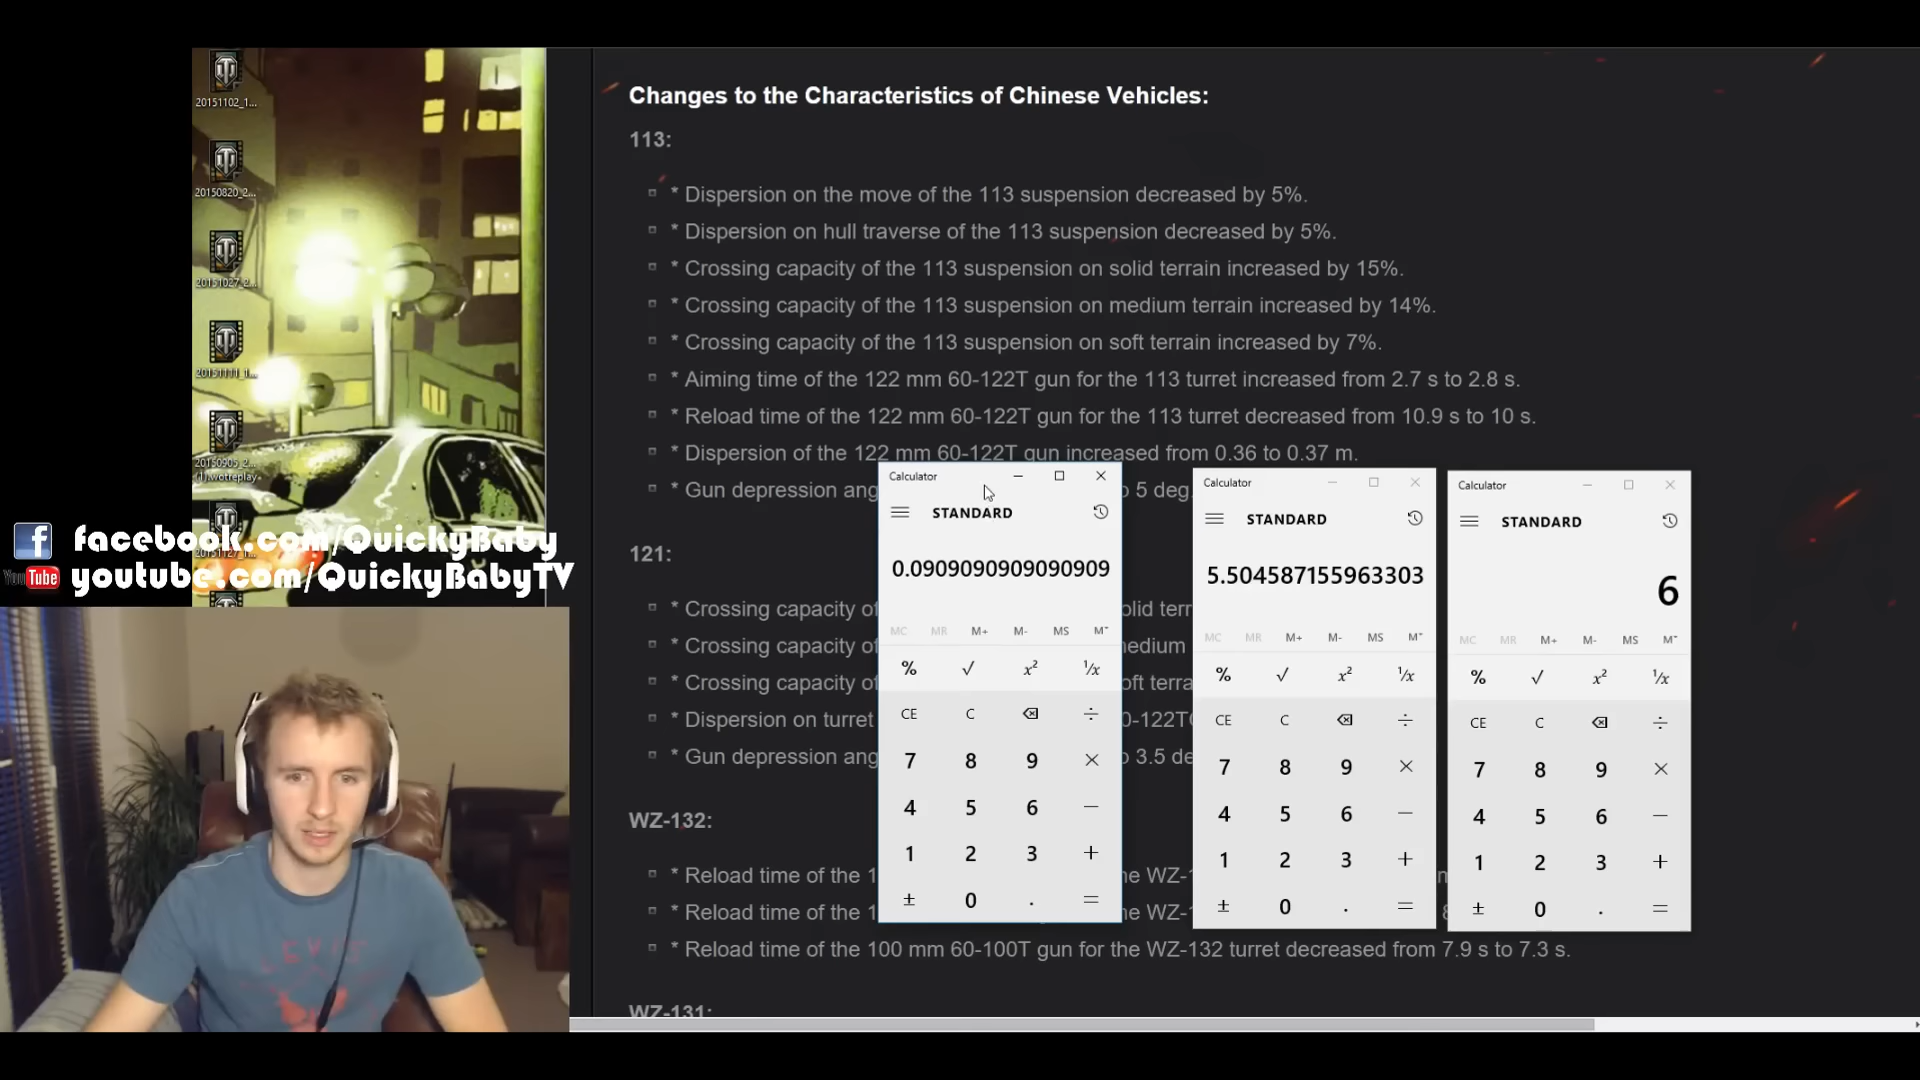 20151102_1...
20150820_2...
20151027_2...
20151111_1...
20150905_2...
(1).wotreplay
20151127_1...
facebook.com/QuickyBaby
YouTube youtube.com/QuickyBabyTV
Changes to the Characteristics of Chinese Vehicles:
113:
* Dispersion on the move of the 113 suspension decreased by 5%.
* Dispersion on hull traverse of the 113 suspension decreased by 5%.
* Crossing capacity of the 113 suspension on solid terrain increased by 15%.
* Crossing capacity of the 113 suspension on medium terrain increased by 14%.
* Crossing capacity of the 113 suspension on soft terrain increased by 7%.
* Aiming time of the 122 mm 60-122T gun for the 113 turret increased from 2.7 s to 2.8 s.
* Reload time of the 122 mm 60-122T gun for the 113 turret decreased from 10.9 s to 10 s.
* Dispersion of the 122 mm 60-122T gun increased from 0.36 to 0.37 m.
* Gun depression ang
5 deg.
121:
* Crossing capacity of
olid terr
* Crossing capacity of
edium
* Crossing capacity of
oft terra
* Dispersion on turret
0-122T
* Gun depression ang
3.5 de
WZ-132:
* Reload time of the 1
he WZ-1
* Reload time of the 1
he WZ-1
* Reload time of the 100 mm 60-100T gun for the WZ-132 turret decreased from 7.9 s to 7.3 s.
WZ-131:
Calculator
STANDARD
0.0909090909090909
MC MR M+ M- MS M˅
% √ x² ¹/x
CE C ÷
7 8 9 ×
4 5 6 −
1 2 3 +
± 0 . =
Calculator
STANDARD
5.504587155963303
MC MR M+ M- MS M˅
% √ x² ¹/x
CE C ÷
7 8 9 ×
4 5 6 −
1 2 3 +
± 0 . =
Calculator
STANDARD
6
MC MR M+ M- MS M˅
% √ x² ¹/x
CE C ÷
7 8 9 ×
4 5 6 −
1 2 3 +
± 0 . =